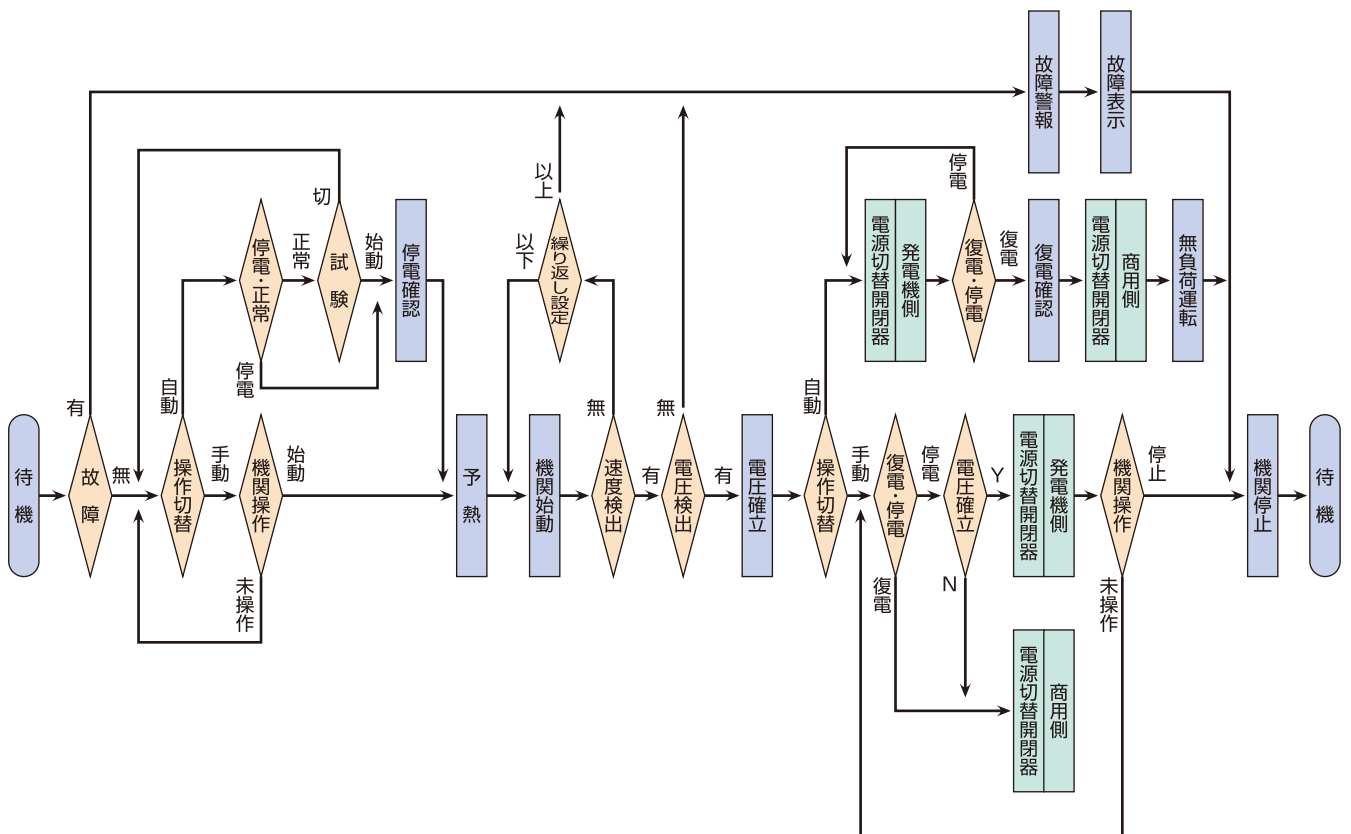 故障警報
故障表示
切
停電・正常
正常
試験
始動
停電確認
停電
以上
以下
繰り返し設定
停電
電源切替開閉器
発電機側
復電・停電
復電
復電確認
電源切替開閉器
商用側
無負荷運転
待機
有
故障
無
自動
操作切替
手動
機関操作
始動
未操作
予熱
機関始動
無
速度検出
有
無
電圧検出
有
電圧確立
自動
操作切替
手動
復電・停電
停電
復電
電圧確立
Y
N
電源切替開閉器
発電機側
機関操作
停止
未操作
機関停止
待機
電源切替開閉器
商用側